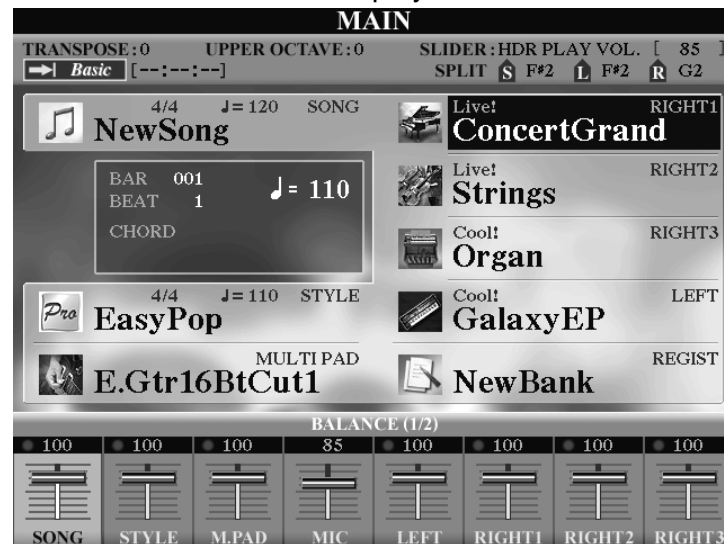 MAIN
TRANSPOSE:0 UPPER OCTAVE:0 SLIDER:HDR PLAY VOL. [ 85 ]
Basic [--:--:--] SPLIT S F#2 L F#2 R G2
4/4 ♩=120 SONG
NewSong
BAR 001
BEAT 1
♩= 110
CHORD
4/4 ♩=110 STYLE
Pro
EasyPop
MULTI PAD
E.Gtr16BtCut1
Live! RIGHT1
ConcertGrand
Live! RIGHT2
Strings
Cool! RIGHT3
Organ
Cool! LEFT
GalaxyEP
REGIST
NewBank
BALANCE (1/2)
100 100 100 85 100 100 100 100
SONG STYLE M.PAD MIC LEFT RIGHT1 RIGHT2 RIGHT3